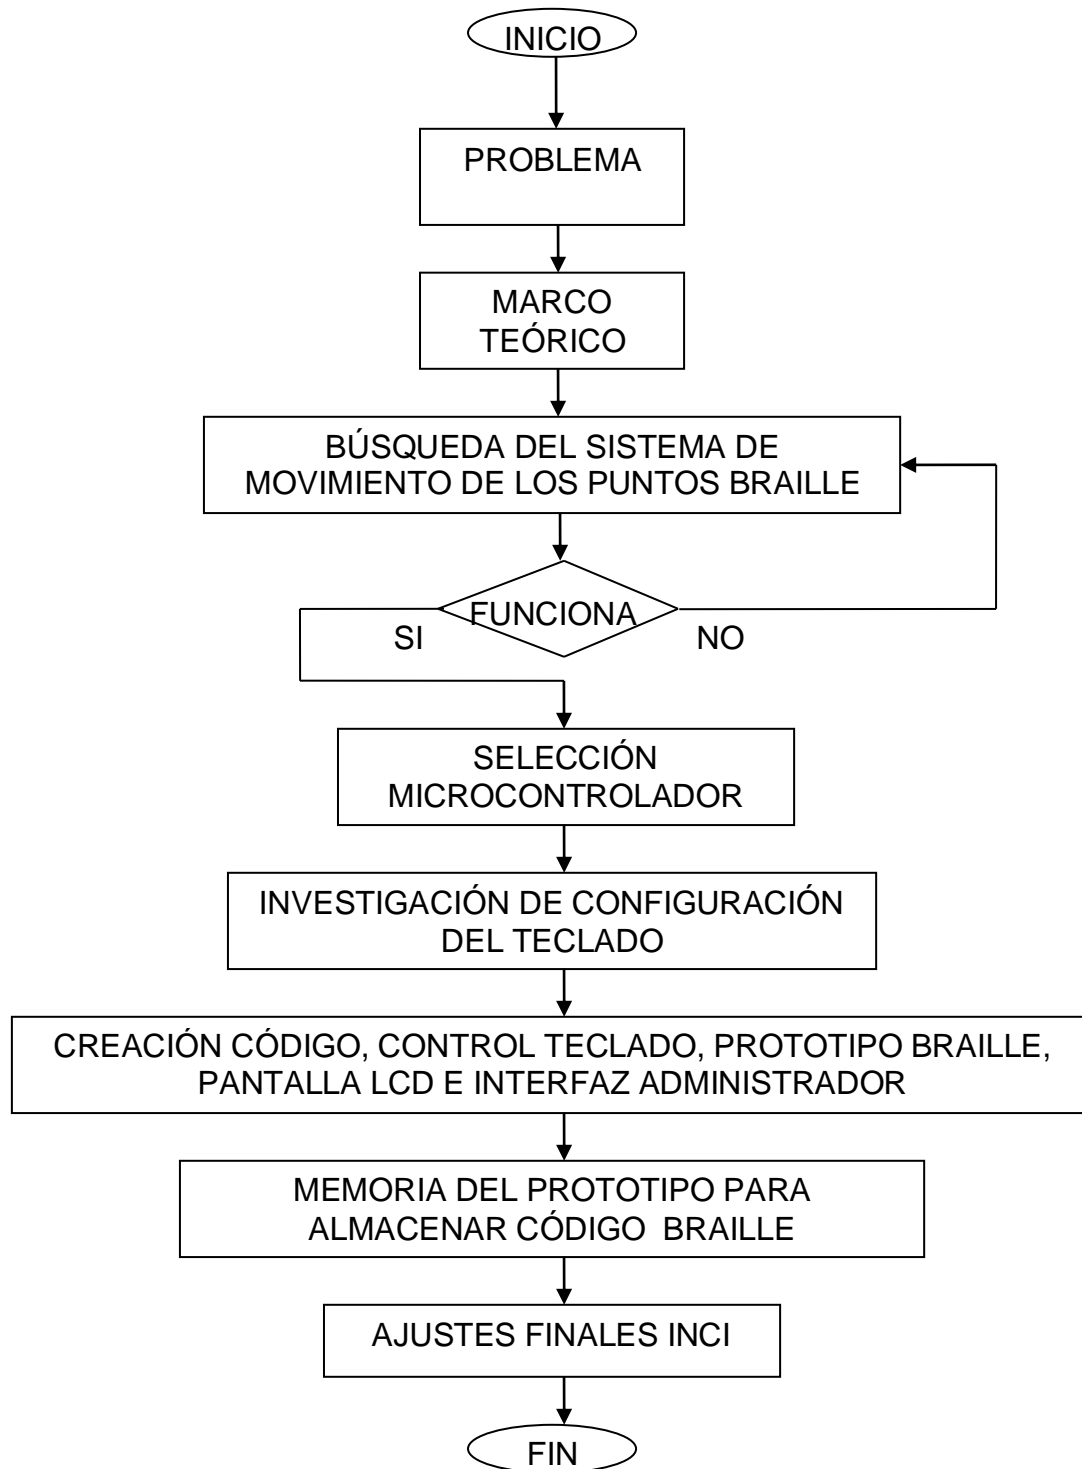 INICIO
PROBLEMA
MARCO
TEÓRICO
BÚSQUEDA DEL SISTEMA DE
MOVIMIENTO DE LOS PUNTOS BRAILLE
FUNCIONA
SI
NO
SELECCIÓN
MICROCONTROLADOR
INVESTIGACIÓN DE CONFIGURACIÓN
DEL TECLADO
CREACIÓN CÓDIGO, CONTROL TECLADO, PROTOTIPO BRAILLE,
PANTALLA LCD E INTERFAZ ADMINISTRADOR
MEMORIA DEL PROTOTIPO PARA
ALMACENAR CÓDIGO  BRAILLE
AJUSTES FINALES INCI
FIN